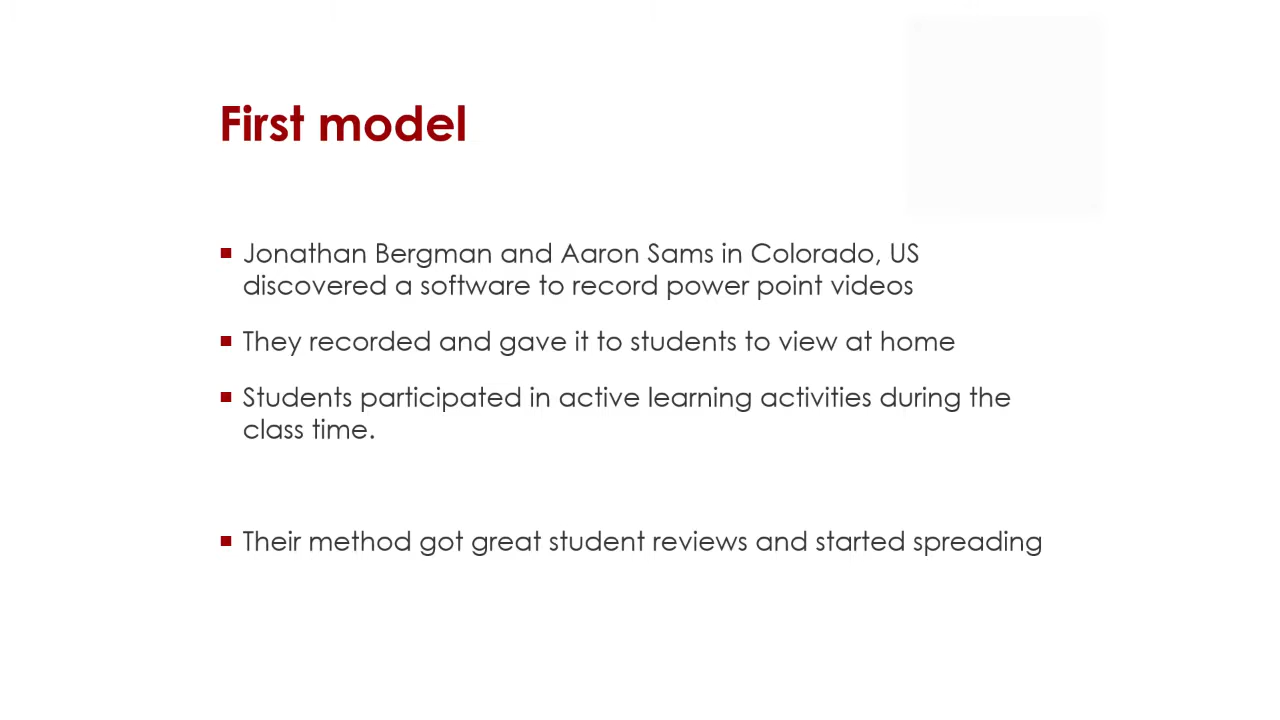 First model
▪ Jonathan Bergman and Aaron Sams in Colorado, US
discovered a software to record power point videos
▪ They recorded and gave it to students to view at home
▪ Students participated in active learning activities during the
class time.
▪ Their method got great student reviews and started spreading